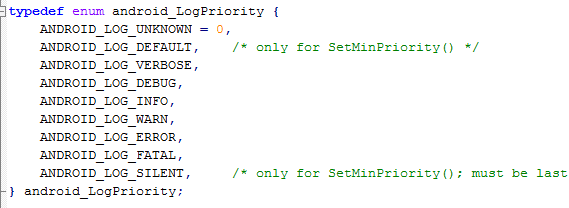 typedef enum android_LogPriority {
    ANDROID_LOG_UNKNOWN = 0,
    ANDROID_LOG_DEFAULT,    /* only for SetMinPriority() */
    ANDROID_LOG_VERBOSE,
    ANDROID_LOG_DEBUG,
    ANDROID_LOG_INFO,
    ANDROID_LOG_WARN,
    ANDROID_LOG_ERROR,
    ANDROID_LOG_FATAL,
    ANDROID_LOG_SILENT,     /* only for SetMinPriority(); must be last
} android_LogPriority;